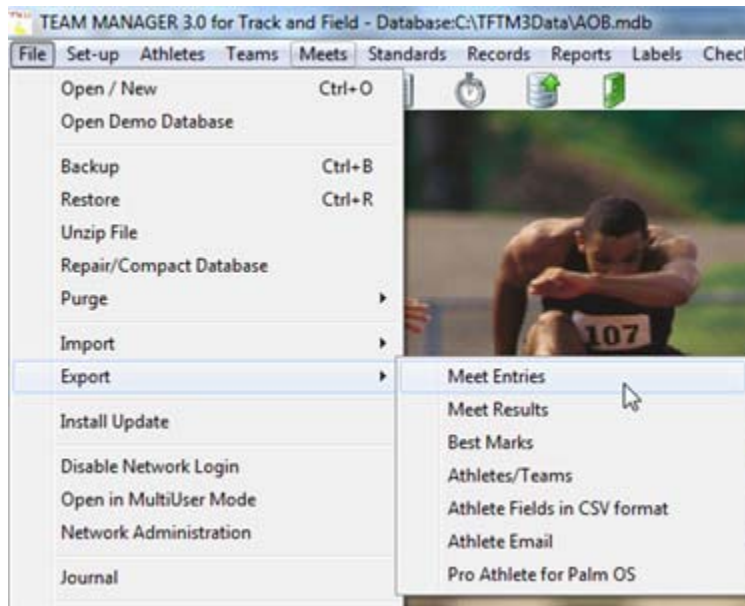 TEAM MANAGER 3.0 for Track and Field - Database:C:\TFTM3Data\AOB.mdb
File Set-up Athletes Teams Meets Standards Records Reports Labels Chec
Open / New Ctrl+O
Open Demo Database
Backup Ctrl+B
Restore Ctrl+R
Unzip File
Repair/Compact Database
Purge
Import
Export
Install Update
Disable Network Login
Open in MultiUser Mode
Network Administration
Journal
107
Meet Entries
Meet Results
Best Marks
Athletes/Teams
Athlete Fields in CSV format
Athlete Email
Pro Athlete for Palm OS